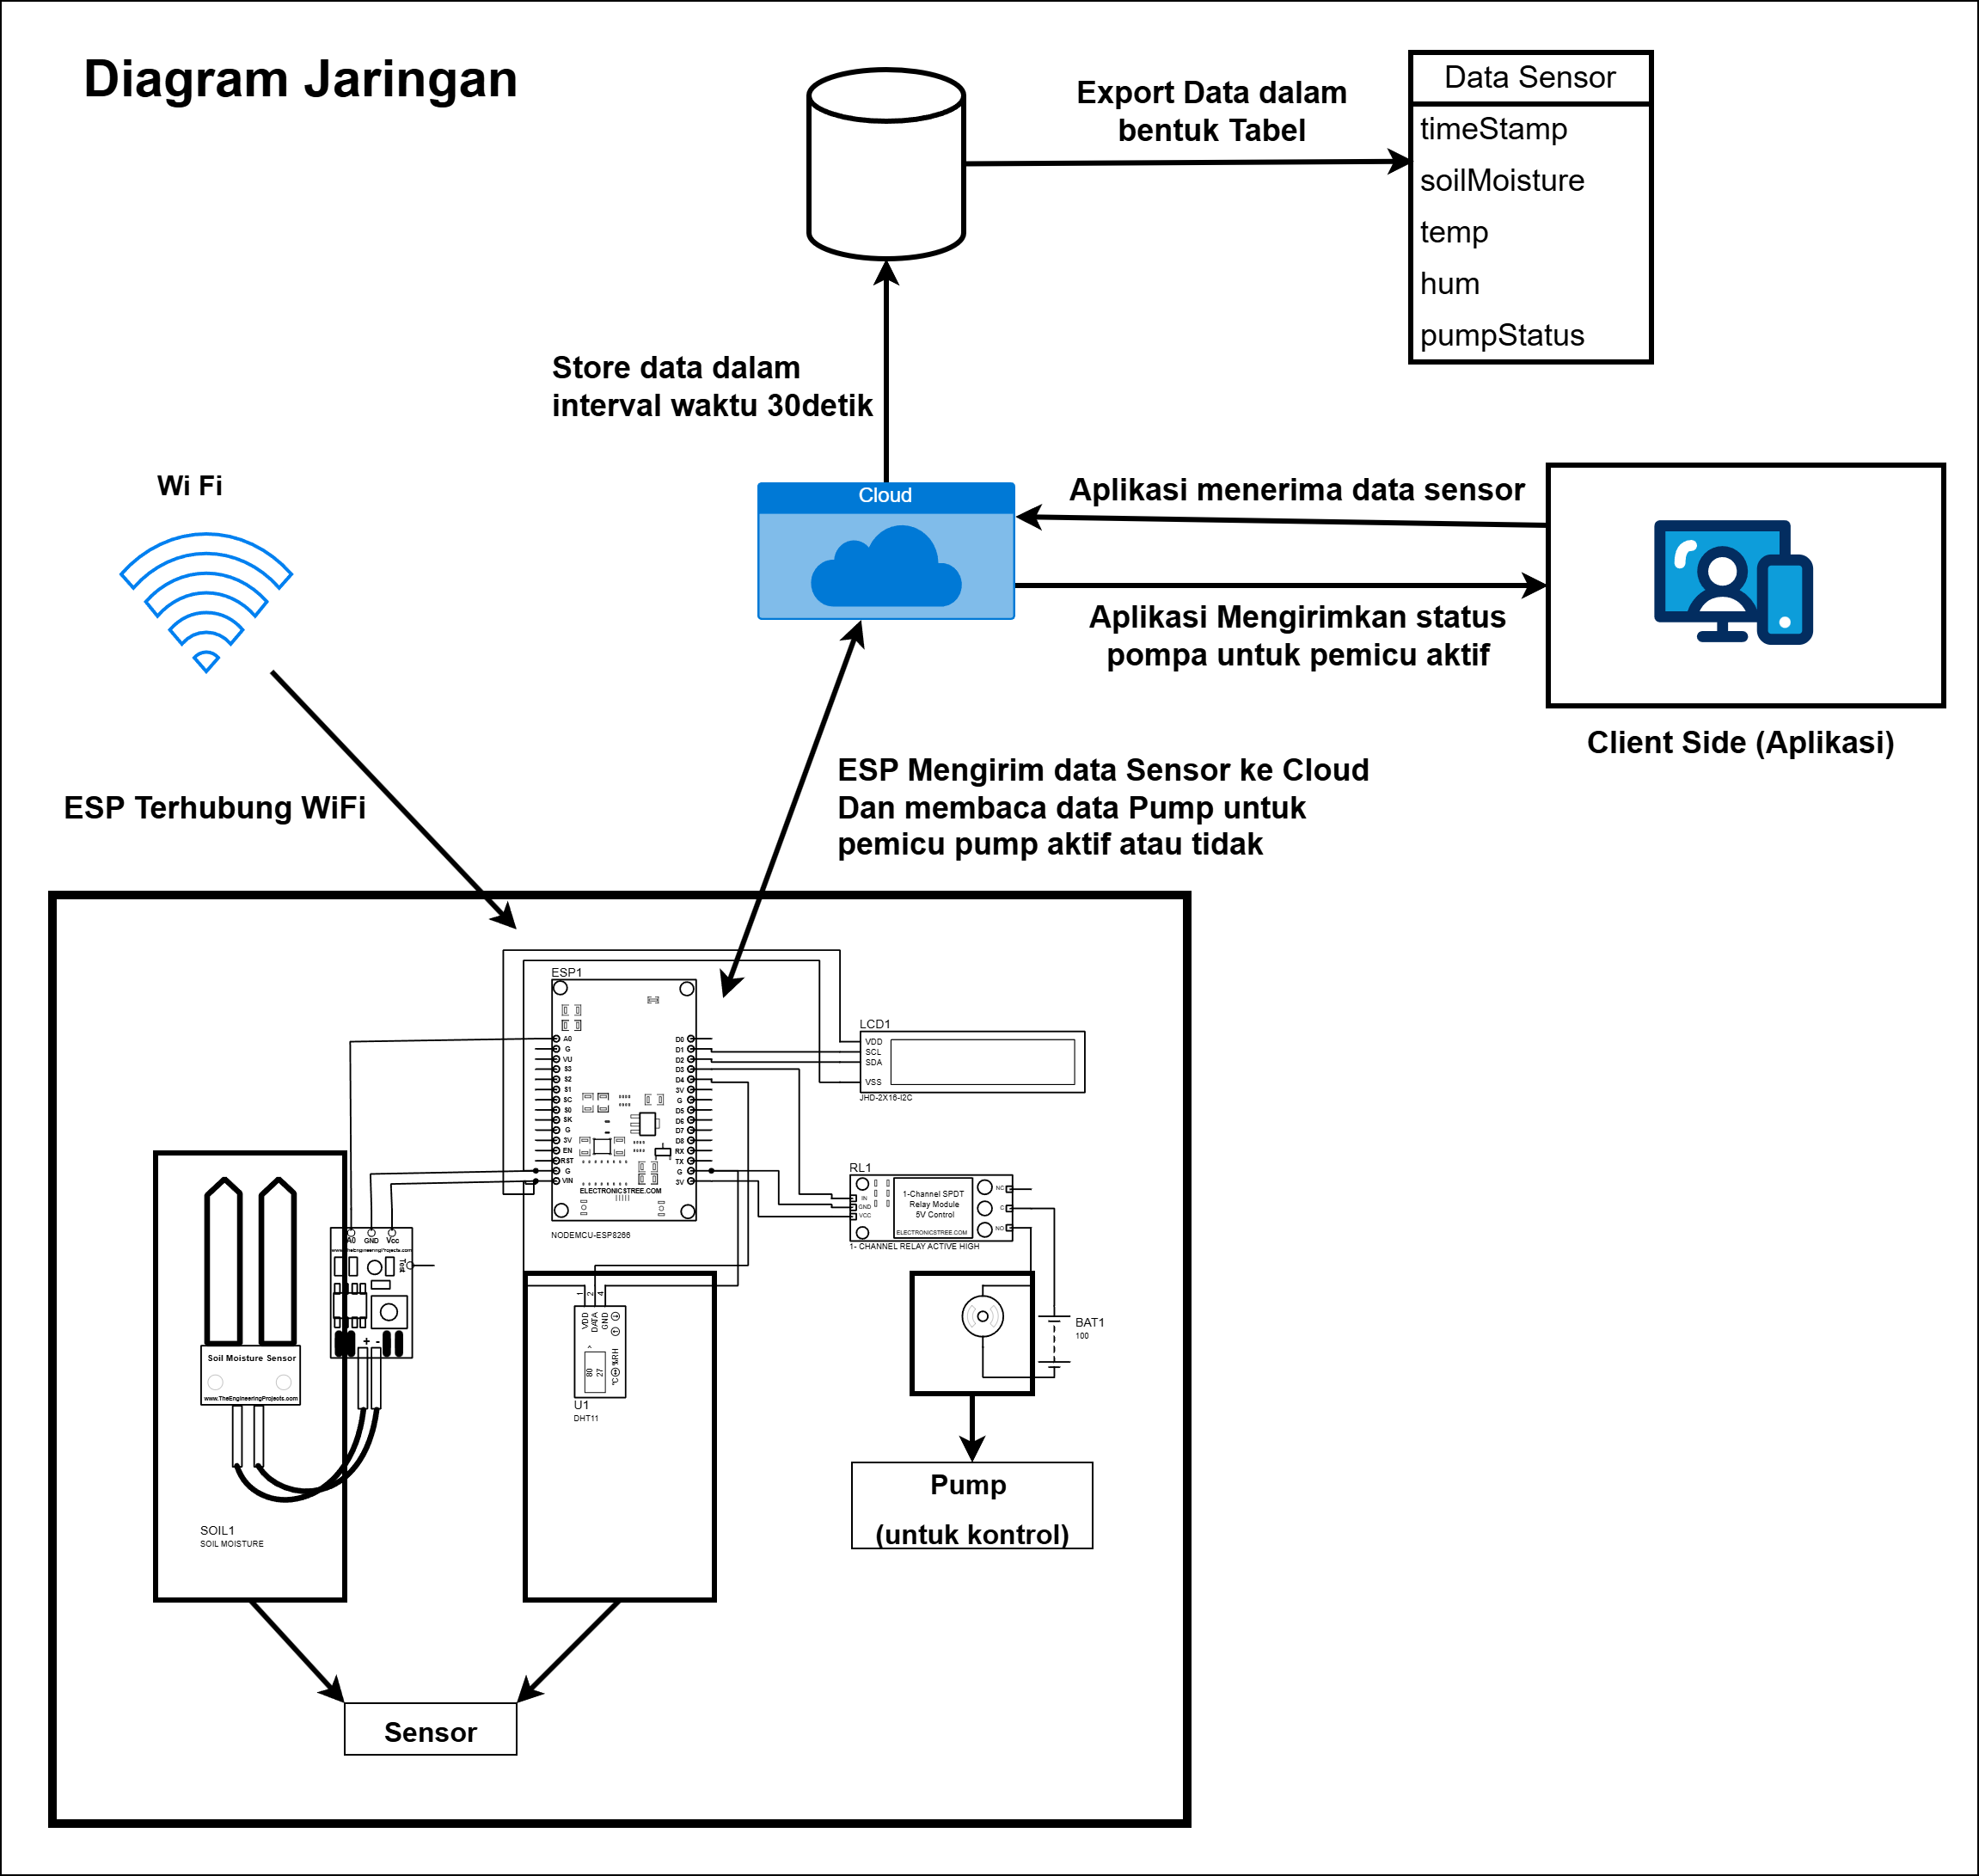 Diagram Jaringan
Export Data dalam
bentuk Tabel
Data Sensor
timeStamp
soilMoisture
temp
hum
pumpStatus
Store data dalam
interval waktu 30detik
Wi Fi
Cloud
Aplikasi menerima data sensor
Aplikasi Mengirimkan status
pompa untuk pemicu aktif
Client Side (Aplikasi)
ESP Terhubung WiFi
ESP Mengirim data Sensor ke Cloud
Dan membaca data Pump untuk
pemicu pump aktif atau tidak
ESP1
A0
G
VU
S3
S2
S1
SC
S0
SK
G
3V
EN
RST
G
VIN
D0
D1
D2
D3
D4
3V
G
D5
D6
D7
D8
RX
TX
G
3V
ELECTRONICSTREE.COM
NODEMCU-ESP8266
LCD1
VDD
SCL
SDA
VSS
JHD-2X16-I2C
RL1
IN
GND
VCC
1-Channel SPDT
Relay Module
5V Control
ELECTRONICSTREE.COM
NC
C
NO
1- CHANNEL RELAY ACTIVE HIGH
A0 GND Vcc
www.TheEngineeringProjects.com
Test
+ -
Soil Moisture Sensor
www.TheEngineeringProjects.com
SOIL1
SOIL MOISTURE
1
2
4
VDD
DATA
GND
>
80
27
%RH
°C
U1
DHT11
BAT1
100
Pump
(untuk kontrol)
Sensor